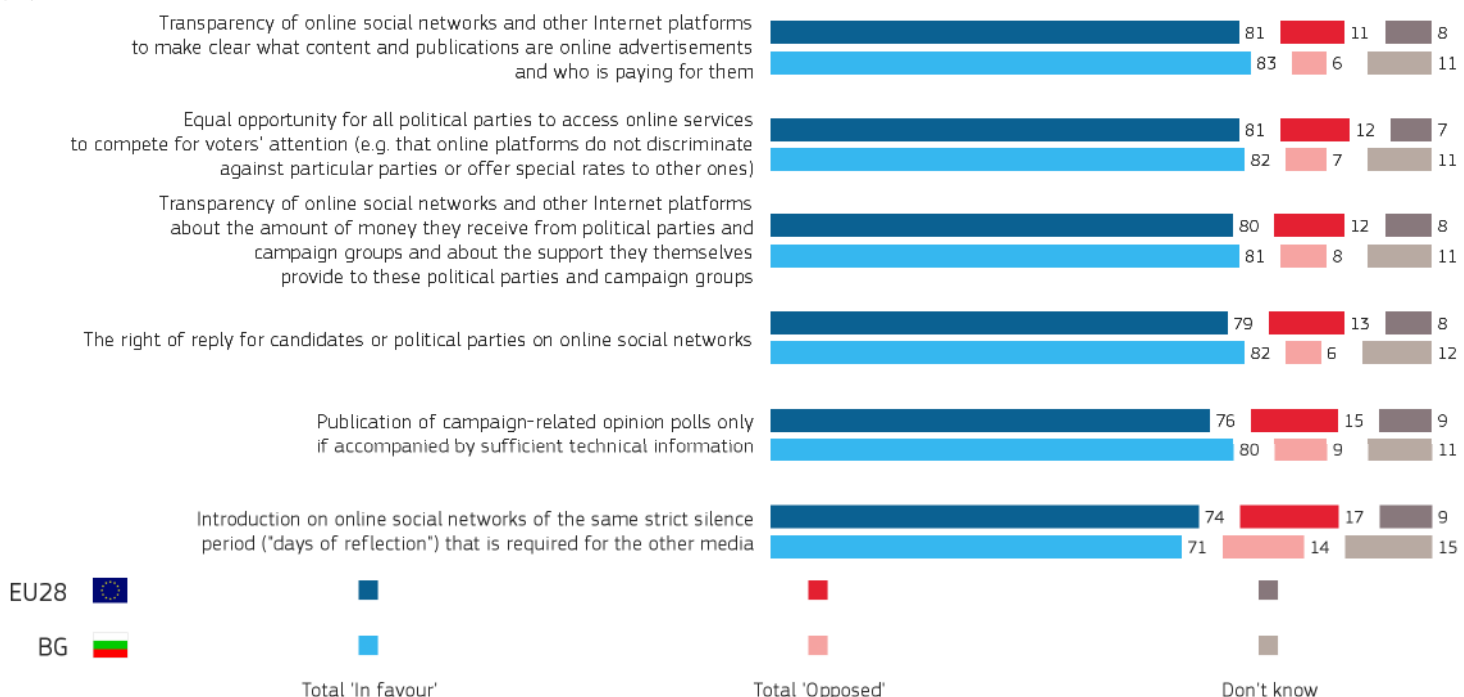 Transparency of online social networks and other Internet platforms
to make clear what content and publications are online advertisements
and who is paying for them
81 11 8
83 6 11
Equal opportunity for all political parties to access online services
to compete for voters' attention (e.g. that online platforms do not discriminate
against particular parties or offer special rates to other ones)
81 12 7
82 7 11
Transparency of online social networks and other Internet platforms
about the amount of money they receive from political parties and
campaign groups and about the support they themselves
provide to these political parties and campaign groups
80 12 8
81 8 11
The right of reply for candidates or political parties on online social networks
79 13 8
82 6 12
Publication of campaign-related opinion polls only
if accompanied by sufficient technical information
76 15 9
80 9 11
Introduction on online social networks of the same strict silence
period ("days of reflection") that is required for the other media
74 17 9
71 14 15
EU28
BG
Total 'In favour' Total 'Opposed' Don't know